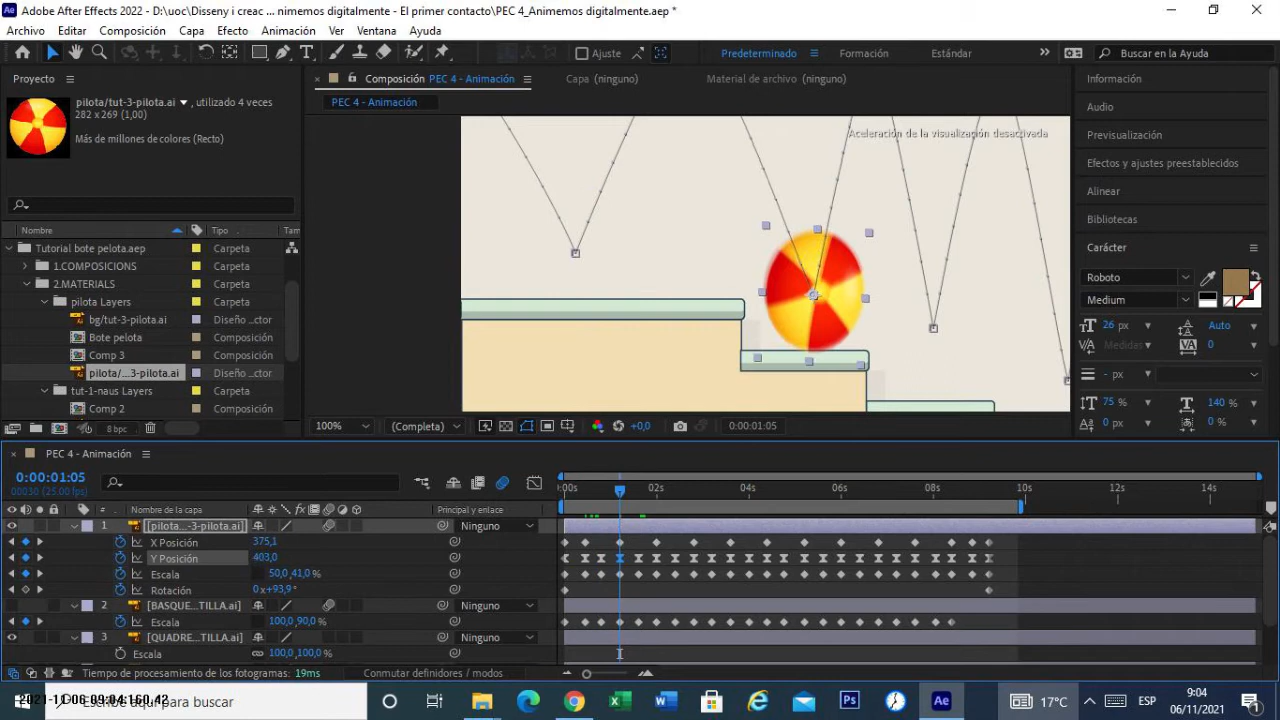 Adobe After Effects 2022 - D:\uoc\Disseny i creac ... nimemos digitalmente - El primer contacto\PEC 4_Animemos digitalmente.aep *
Archivo Editar Composición Capa Efecto Animación Ver Ventana Ayuda
Ajuste Predeterminado Formación Estándar Buscar en la Ayuda
Proyecto
pilota/tut-3-pilota.ai , utilizado 4 veces
282 x 269 (1,00)
Más de millones de colores (Recto)
Nombre Tipo Tam
Tutorial bote pelota.aep Carpeta
1.COMPOSICIONS Carpeta
2.MATERIALS Carpeta
pilota Layers Carpeta
bg/tut-3-pilota.ai Diseño ...ctor
Bote pelota Composición
Comp 3 Composición
pilota/...3-pilota.ai Diseño ...ctor
tut-1-naus Layers Carpeta
Comp 2 Composición
8 bpc
Composición PEC 4 - Animación
Capa (ninguno)
Material de archivo (ninguno)
PEC 4 - Animación
Aceleración de la visualización desactivada
100% (Completa) +0,0 0:00:01:05
Información
Audio
Previsualización
Efectos y ajustes preestablecidos
Alinear
Bibliotecas
Carácter
Roboto
Medium
26 px Auto
Medidas 0
- px
75 % 140 %
0 px 0 %
PEC 4 - Animación
0:00:01:05
00030 (25.00 fps)
:00s 02s 04s 06s 08s 10s 12s 14s
# Nombre de la capa Principal y enlace
1 [pilota...-3-pilota.ai] Ninguno
X Posición 375,1
Y Posición 403,0
Escala 50,0,41,0%
Rotación 0x+93,9°
2 [BASQUE...TILLA.ai] Ninguno
Escala 100,0,90,0%
3 [QUADRE...TILLA.ai] Ninguno
Escala 100,0,100,0%
Tiempo de procesamiento de los fotogramas: 19ms Conmutar definidores / modos
2021-11-06 09:04:16 0.42
Escribe aquí para buscar
17°C ESP
9:04
06/11/2021
1